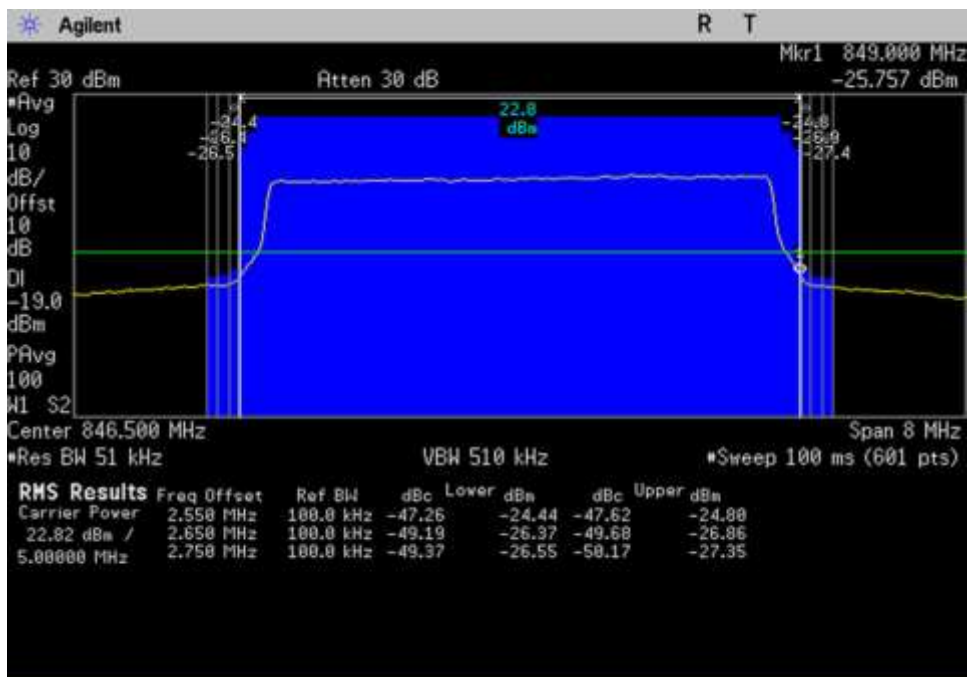 Agilent R T
Mkr1 849.000 MHz
Ref 30 dBm Atten 30 dB -25.757 dBm
#Avg
Log
10
dB/
Offst
10
dB
DI
-19.0
dBm
PAvg
100
W1 S2
22.8
dBm
-26.5
-27.4
Center 846.500 MHz Span 8 MHz
#Res BW 51 kHz VBW 510 kHz #Sweep 100 ms (601 pts)
RMS Results Freq Offset Ref BW dBc Lower dBm dBc Upper dBm
Carrier Power 2.550 MHz 100.0 kHz -47.26 -24.44 -47.62 -24.80
22.82 dBm / 2.650 MHz 100.0 kHz -49.19 -26.37 -49.68 -26.86
5.00000 MHz 2.750 MHz 100.0 kHz -49.37 -26.55 -50.17 -27.35